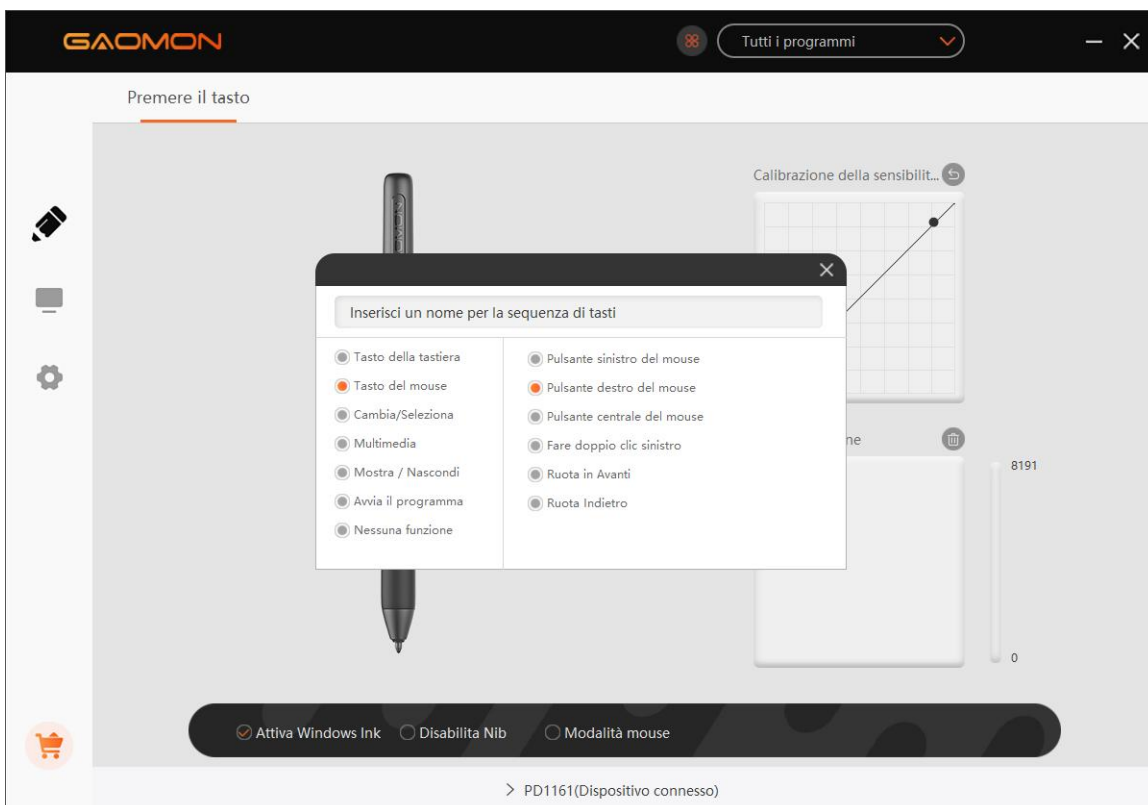 GAOMON
Tutti i programmi
Premere il tasto
Calibrazione della sensibilit...
Inserisci un nome per la sequenza di tasti
Tasto della tastiera
Tasto del mouse
Cambia/Seleziona
Multimedia
Mostra / Nascondi
Avvia il programma
Nessuna funzione
Pulsante sinistro del mouse
Pulsante destro del mouse
Pulsante centrale del mouse
Fare doppio clic sinistro
Ruota in Avanti
Ruota Indietro
8191
0
Attiva Windows Ink
Disabilita Nib
Modalità mouse
PD1161(Dispositivo connesso)